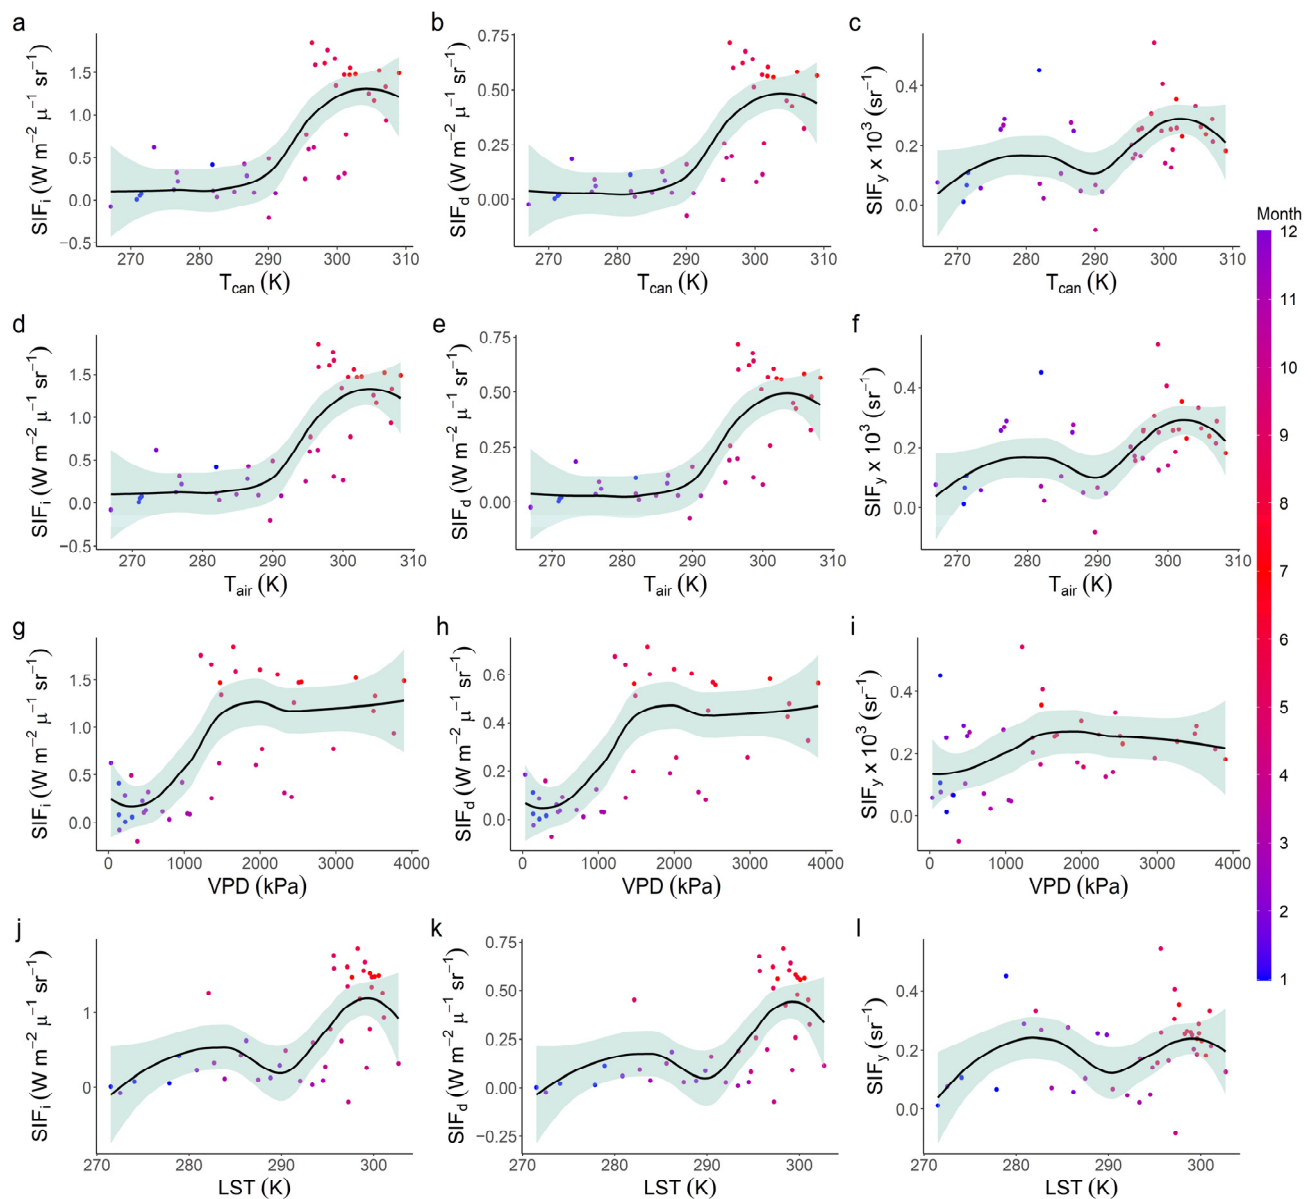 a b c
SIFi (W m−2 μ−1 sr−1)
1.5
1.0
0.5
0.0
−0.5
270 280 290 300 310
Tcan (K)
SIFd (W m−2 μ−1 sr−1)
0.75
0.50
0.25
0.00
270 280 290 300 310
Tcan (K)
SIFy x 10³ (sr−1)
0.4
0.2
0.0
270 280 290 300 310
Tcan (K)
d e f
SIFi (W m−2 μ−1 sr−1)
1.5
1.0
0.5
0.0
−0.5
270 280 290 300 310
Tair (K)
SIFd (W m−2 μ−1 sr−1)
0.75
0.50
0.25
0.00
270 280 290 300 310
Tair (K)
SIFy x 10³ (sr−1)
0.4
0.2
0.0
270 280 290 300 310
Tair (K)
g h i
SIFi (W m−2 μ−1 sr−1)
1.5
1.0
0.5
0.0
0 1000 2000 3000 4000
VPD (kPa)
SIFd (W m−2 μ−1 sr−1)
0.6
0.4
0.2
0.0
0 1000 2000 3000 4000
VPD (kPa)
SIFy x 10³ (sr−1)
0.4
0.2
0.0
0 1000 2000 3000 4000
VPD (kPa)
j k l
SIFi (W m−2 μ−1 sr−1)
1
0
270 280 290 300
LST (K)
SIFd (W m−2 μ−1 sr−1)
0.75
0.50
0.25
0.00
−0.25
270 280 290 300
LST (K)
SIFy (sr−1)
0.4
0.2
0.0
270 280 290 300
LST (K)
Month
12
11
10
9
8
7
6
5
4
3
2
1